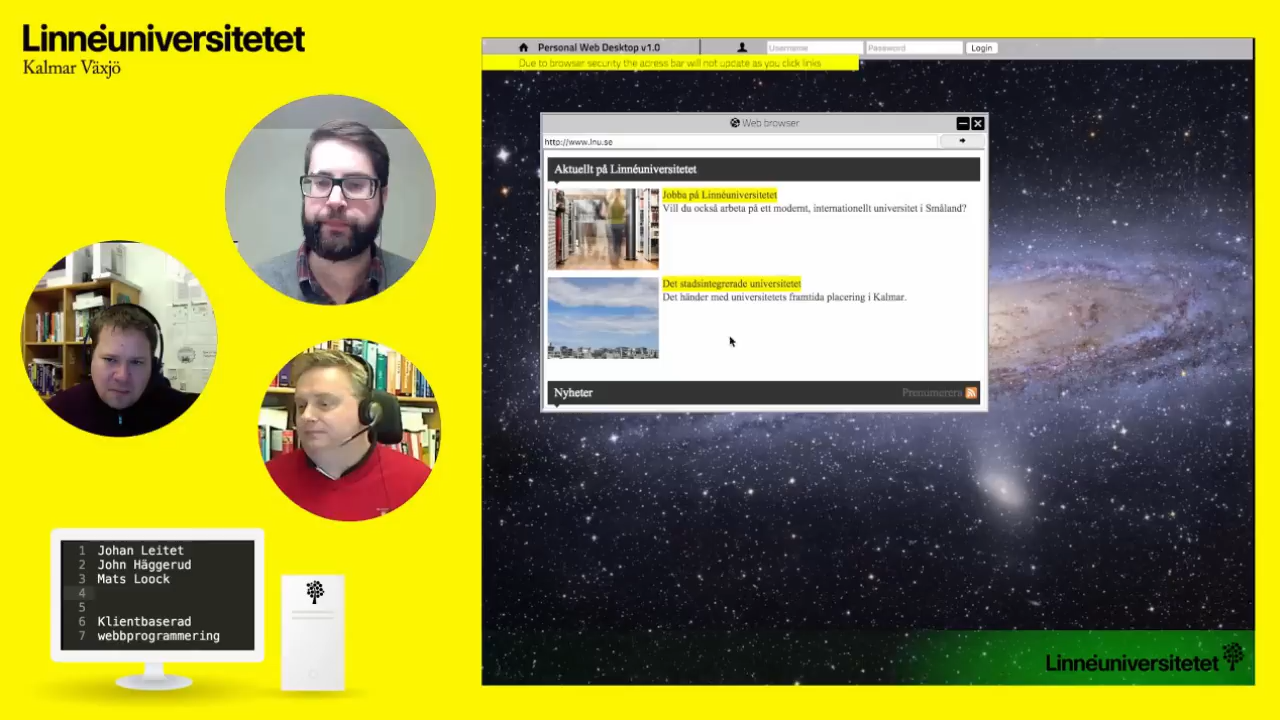 Linnéuniversitetet
Kalmar Växjö
1 Johan Leitet
2 John Häggerud
3 Mats Loock
4
5
6 Klientbaserad
7 webbprogrammering
Personal Web Desktop v1.0
Username
Password
Login
Due to browser security the adress bar will not update as you click links
Web browser
http://www.lnu.se
Aktuellt på Linnéuniversitetet
Jobba på Linnéuniversitetet
Vill du också arbeta på ett modernt, internationellt universitet i Småland?
Det stadsintegrerade universitetet
Det händer med universitetets framtida placering i Kalmar.
Nyheter
Prenumerera
Linnéuniversitetet